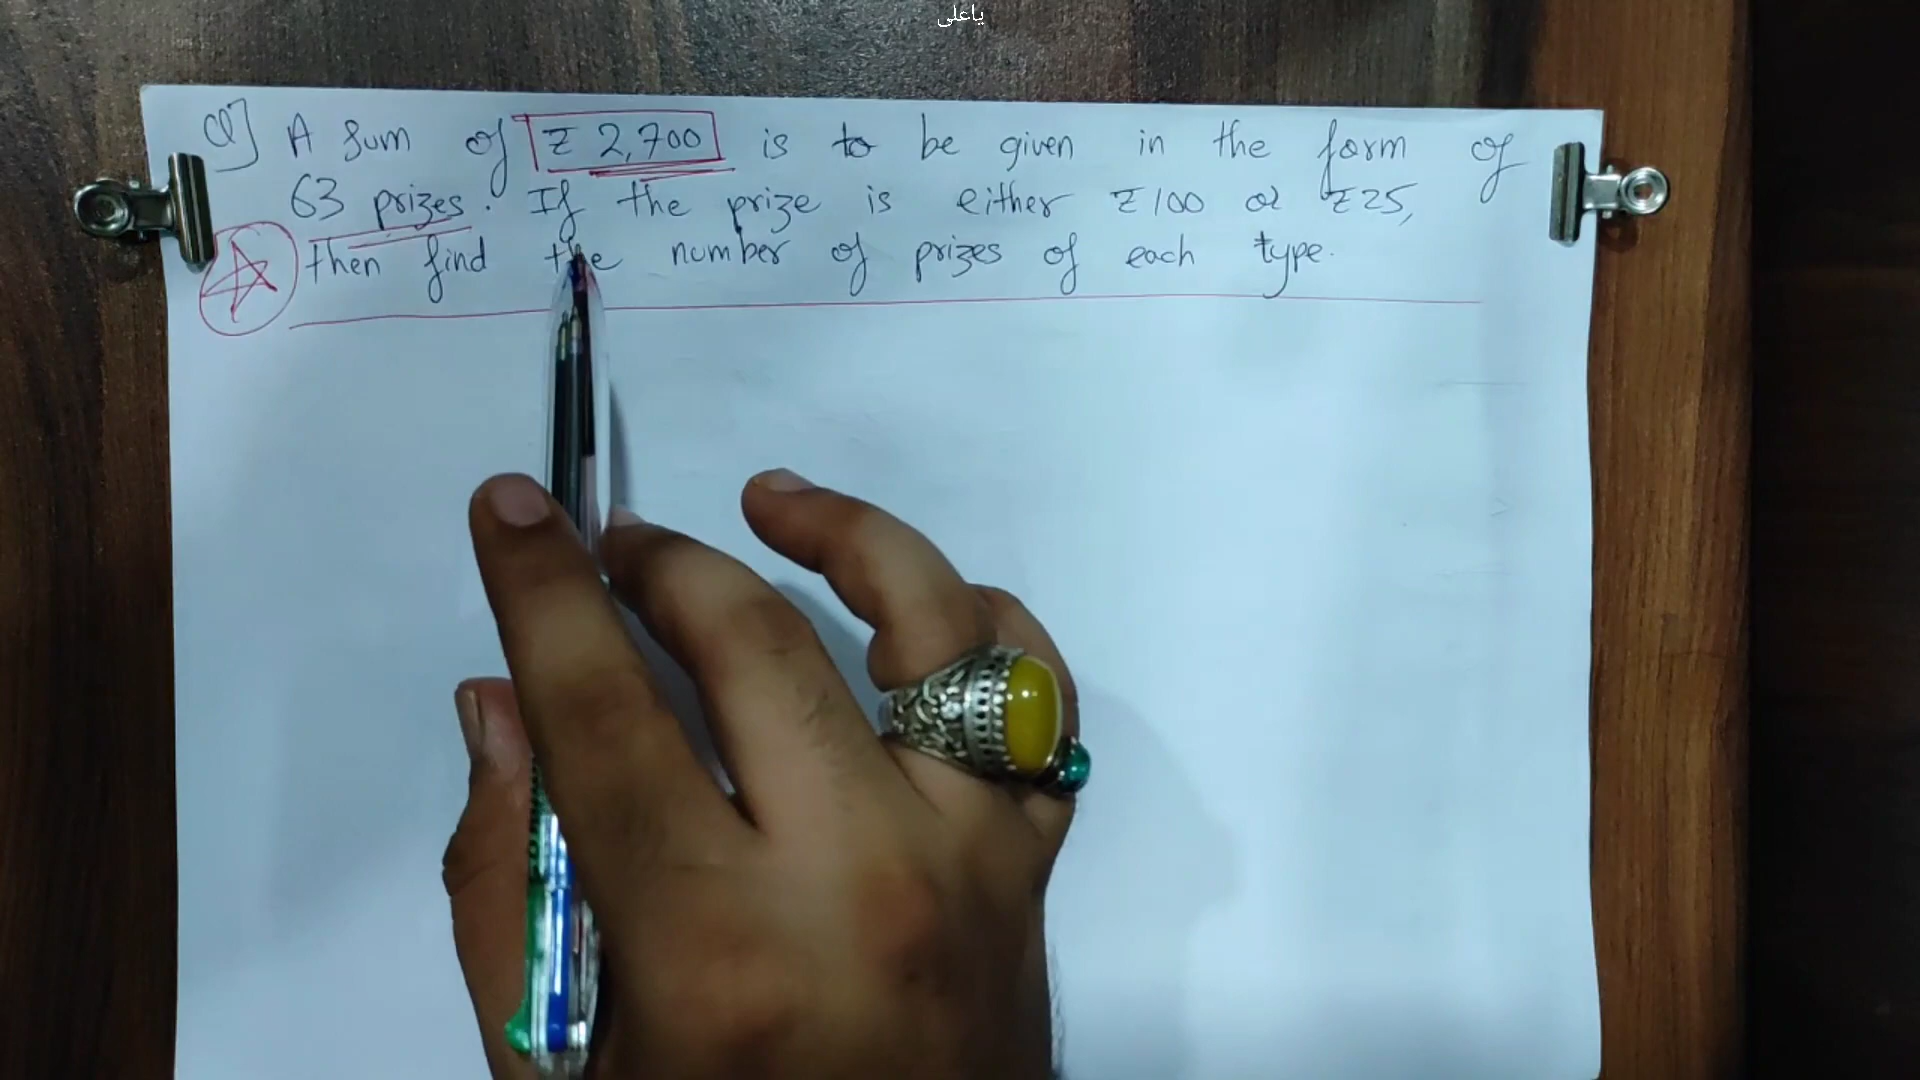 ياعلى
Q] A sum of ₹ 2,700 is to be given in the form of
63 prizes. If the prize is either ₹100 or ₹25,
then find the number of prizes of each type.